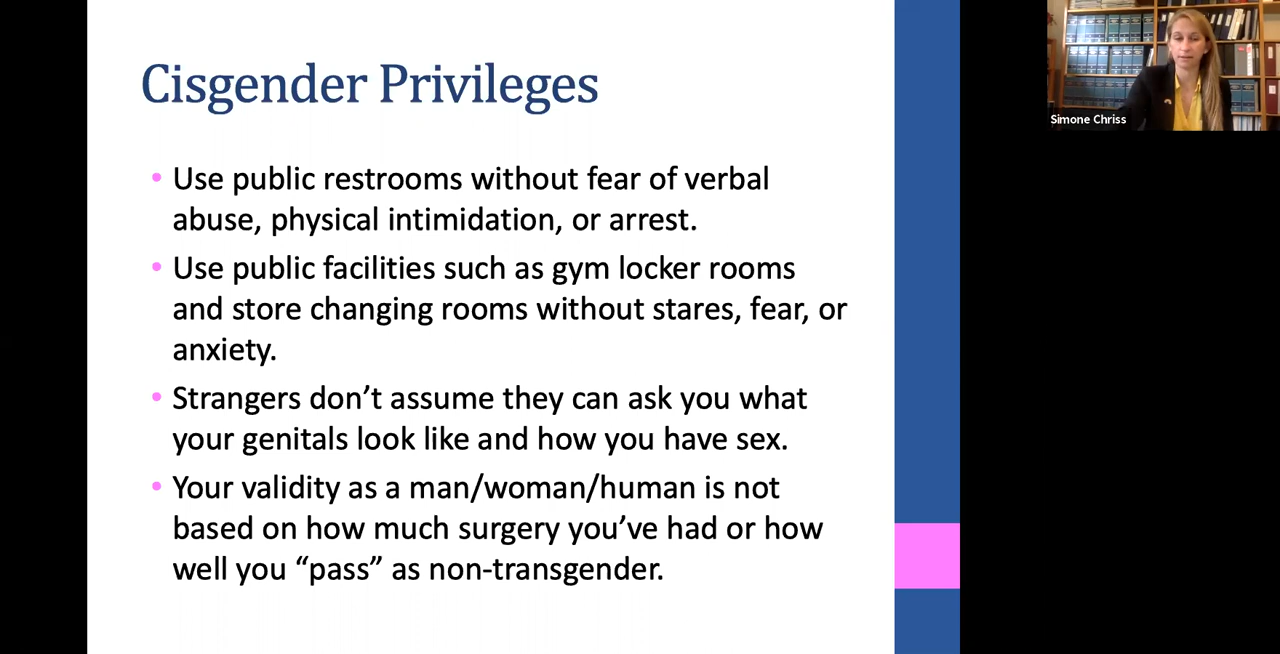 Cisgender Privileges
• Use public restrooms without fear of verbal
abuse, physical intimidation, or arrest.
• Use public facilities such as gym locker rooms
and store changing rooms without stares, fear, or
anxiety.
• Strangers don’t assume they can ask you what
your genitals look like and how you have sex.
• Your validity as a man/woman/human is not
based on how much surgery you’ve had or how
well you “pass” as non-transgender.
Simone Chriss